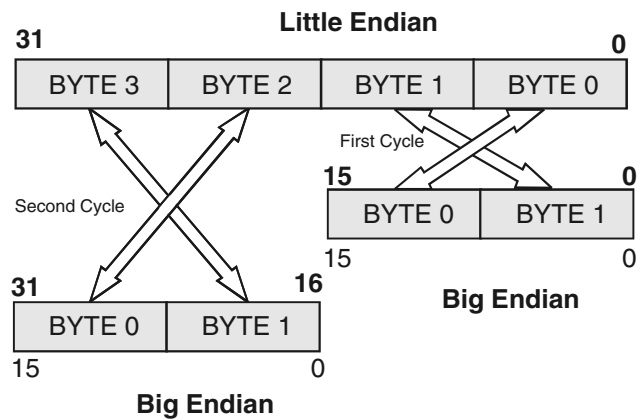 Little Endian
31 0
BYTE 3 BYTE 2 BYTE 1 BYTE 0
First Cycle
15 0
BYTE 0 BYTE 1
15 0
Big Endian
Second Cycle
31 16
BYTE 0 BYTE 1
15 0
Big Endian